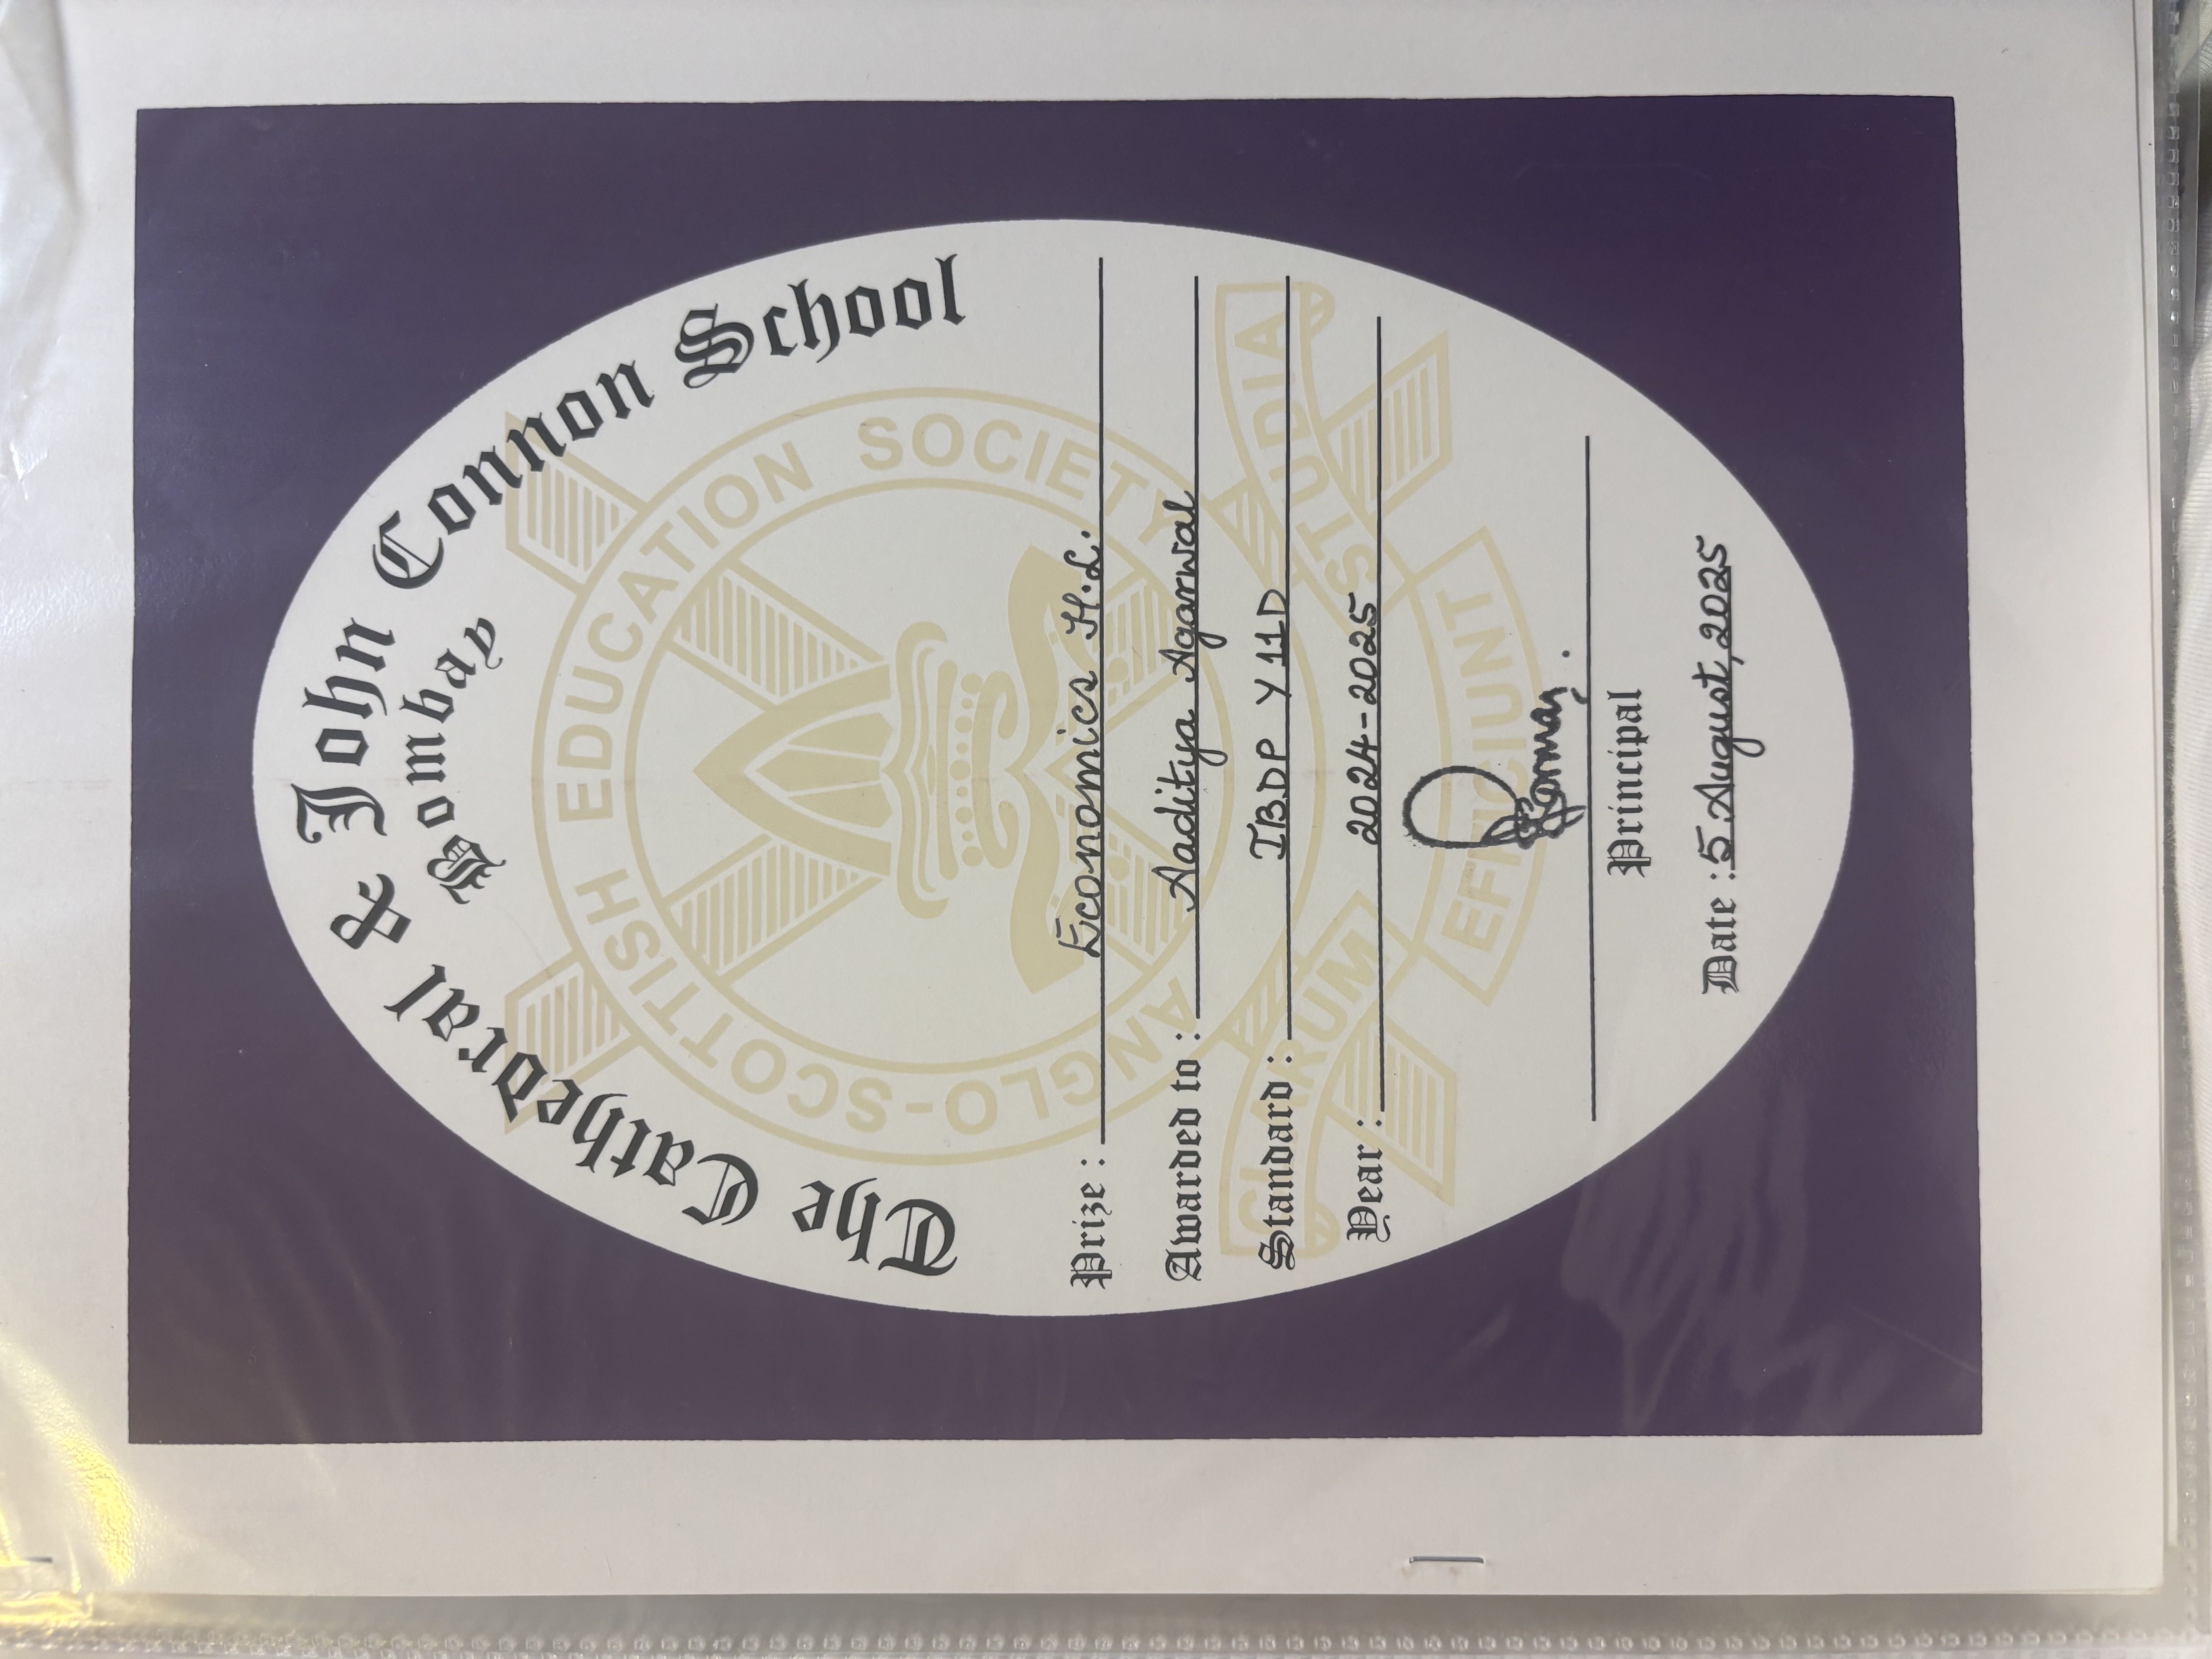 The Cathedral & John Connon School
Bombay
ANGLO-SCOTTISH EDUCATION SOCIETY
Prize : Economics H.L.
Awarded to : Aaditya Agarwal
Standard : IBDP Y11D
Year : 2024-2025
CLARUM EFFICIUNT STUDIA
Principal
Date : 5 August, 2025